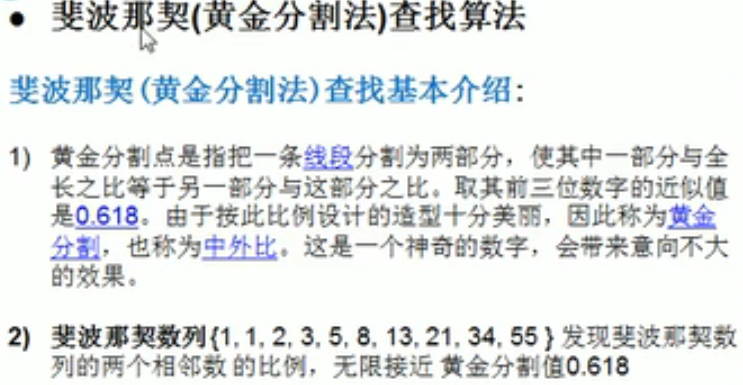 ● 斐波那契(黄金分割法)查找算法
斐波那契(黄金分割法)查找基本介绍:
1) 黄金分割点是指把一条线段分割为两部分，使其中一部分与全
长之比等于另一部分与这部分之比。取其前三位数字的近似值
是0.618。由于按此比例设计的造型十分美丽，因此称为黄金
分割，也称为中外比。这是一个神奇的数字，会带来意向不大
的效果。
2) 斐波那契数列{1, 1, 2, 3, 5, 8, 13, 21, 34, 55 } 发现斐波那契数
列的两个相邻数 的比例，无限接近 黄金分割值0.618